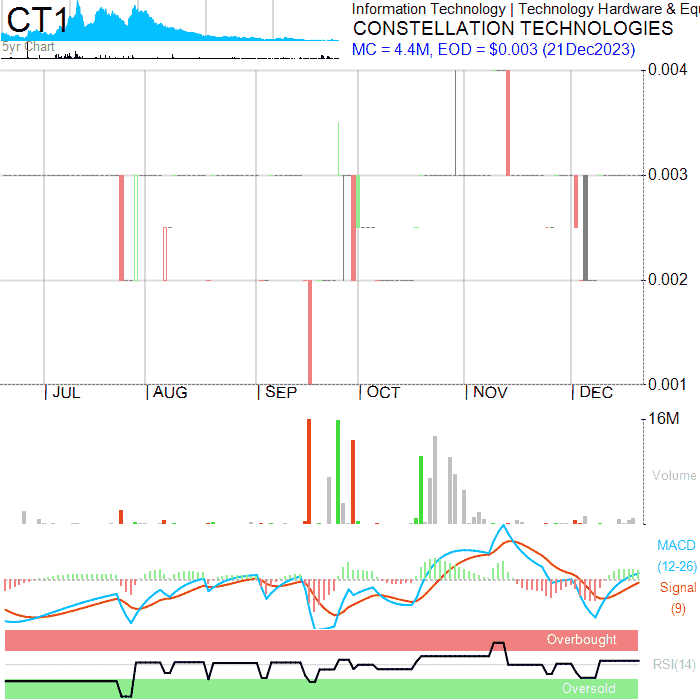 CT1
5yr Chart
Information Technology | Technology Hardware & Equ
CONSTELLATION TECHNOLOGIES
MC = 4.4M, EOD = $0.003 (21Dec2023)
0.004
0.003
0.002
0.001
JUL
AUG
SEP
OCT
NOV
DEC
16M
Volume
MACD
(12-26)
Signal
(9)
Overbought
RSI(14)
Oversold